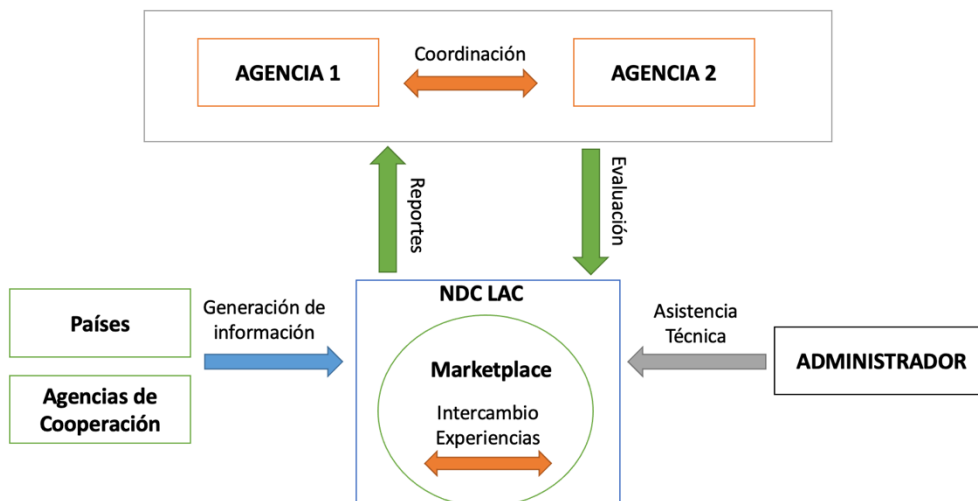 Coordinación
AGENCIA 1
AGENCIA 2
Reportes
Evaluación
NDC LAC
Países
Generación de
información
Agencias de
Cooperación
Marketplace
Intercambio
Experiencias
Asistencia
Técnica
ADMINISTRADOR